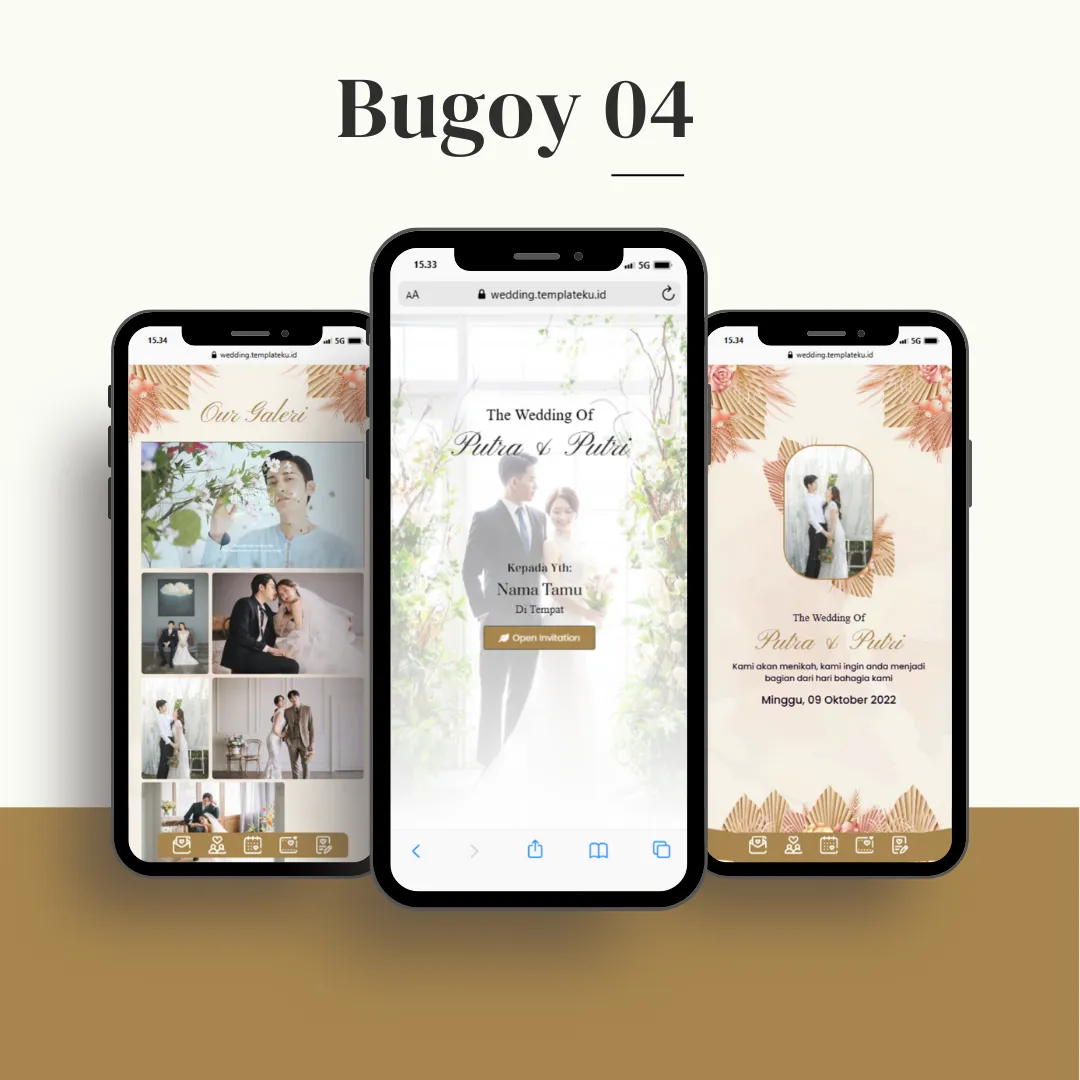 Bugoy 04
15.34
5G
wedding.templateku.id
Our Galeri
15.33
5G
AA
wedding.templateku.id
The Wedding Of
Putra & Putri
Kepada Yth:
Nama Tamu
Di Tempat
Open Invitation
15.34
5G
wedding.templateku.id
The Wedding Of
Putra & Putri
Kami akan menikah, kami ingin anda menjadi
bagian dari hari bahagia kami
Minggu, 09 Oktober 2022